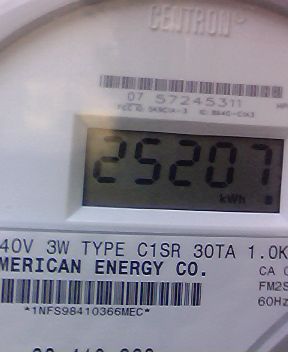 CENTRON
07 57245311
25207
kWh
40V 3W TYPE C1SR 30TA 1.0K
MERICAN ENERGY CO.
CA 0
FM2S
60Hz
*1NFS98410366MEC*